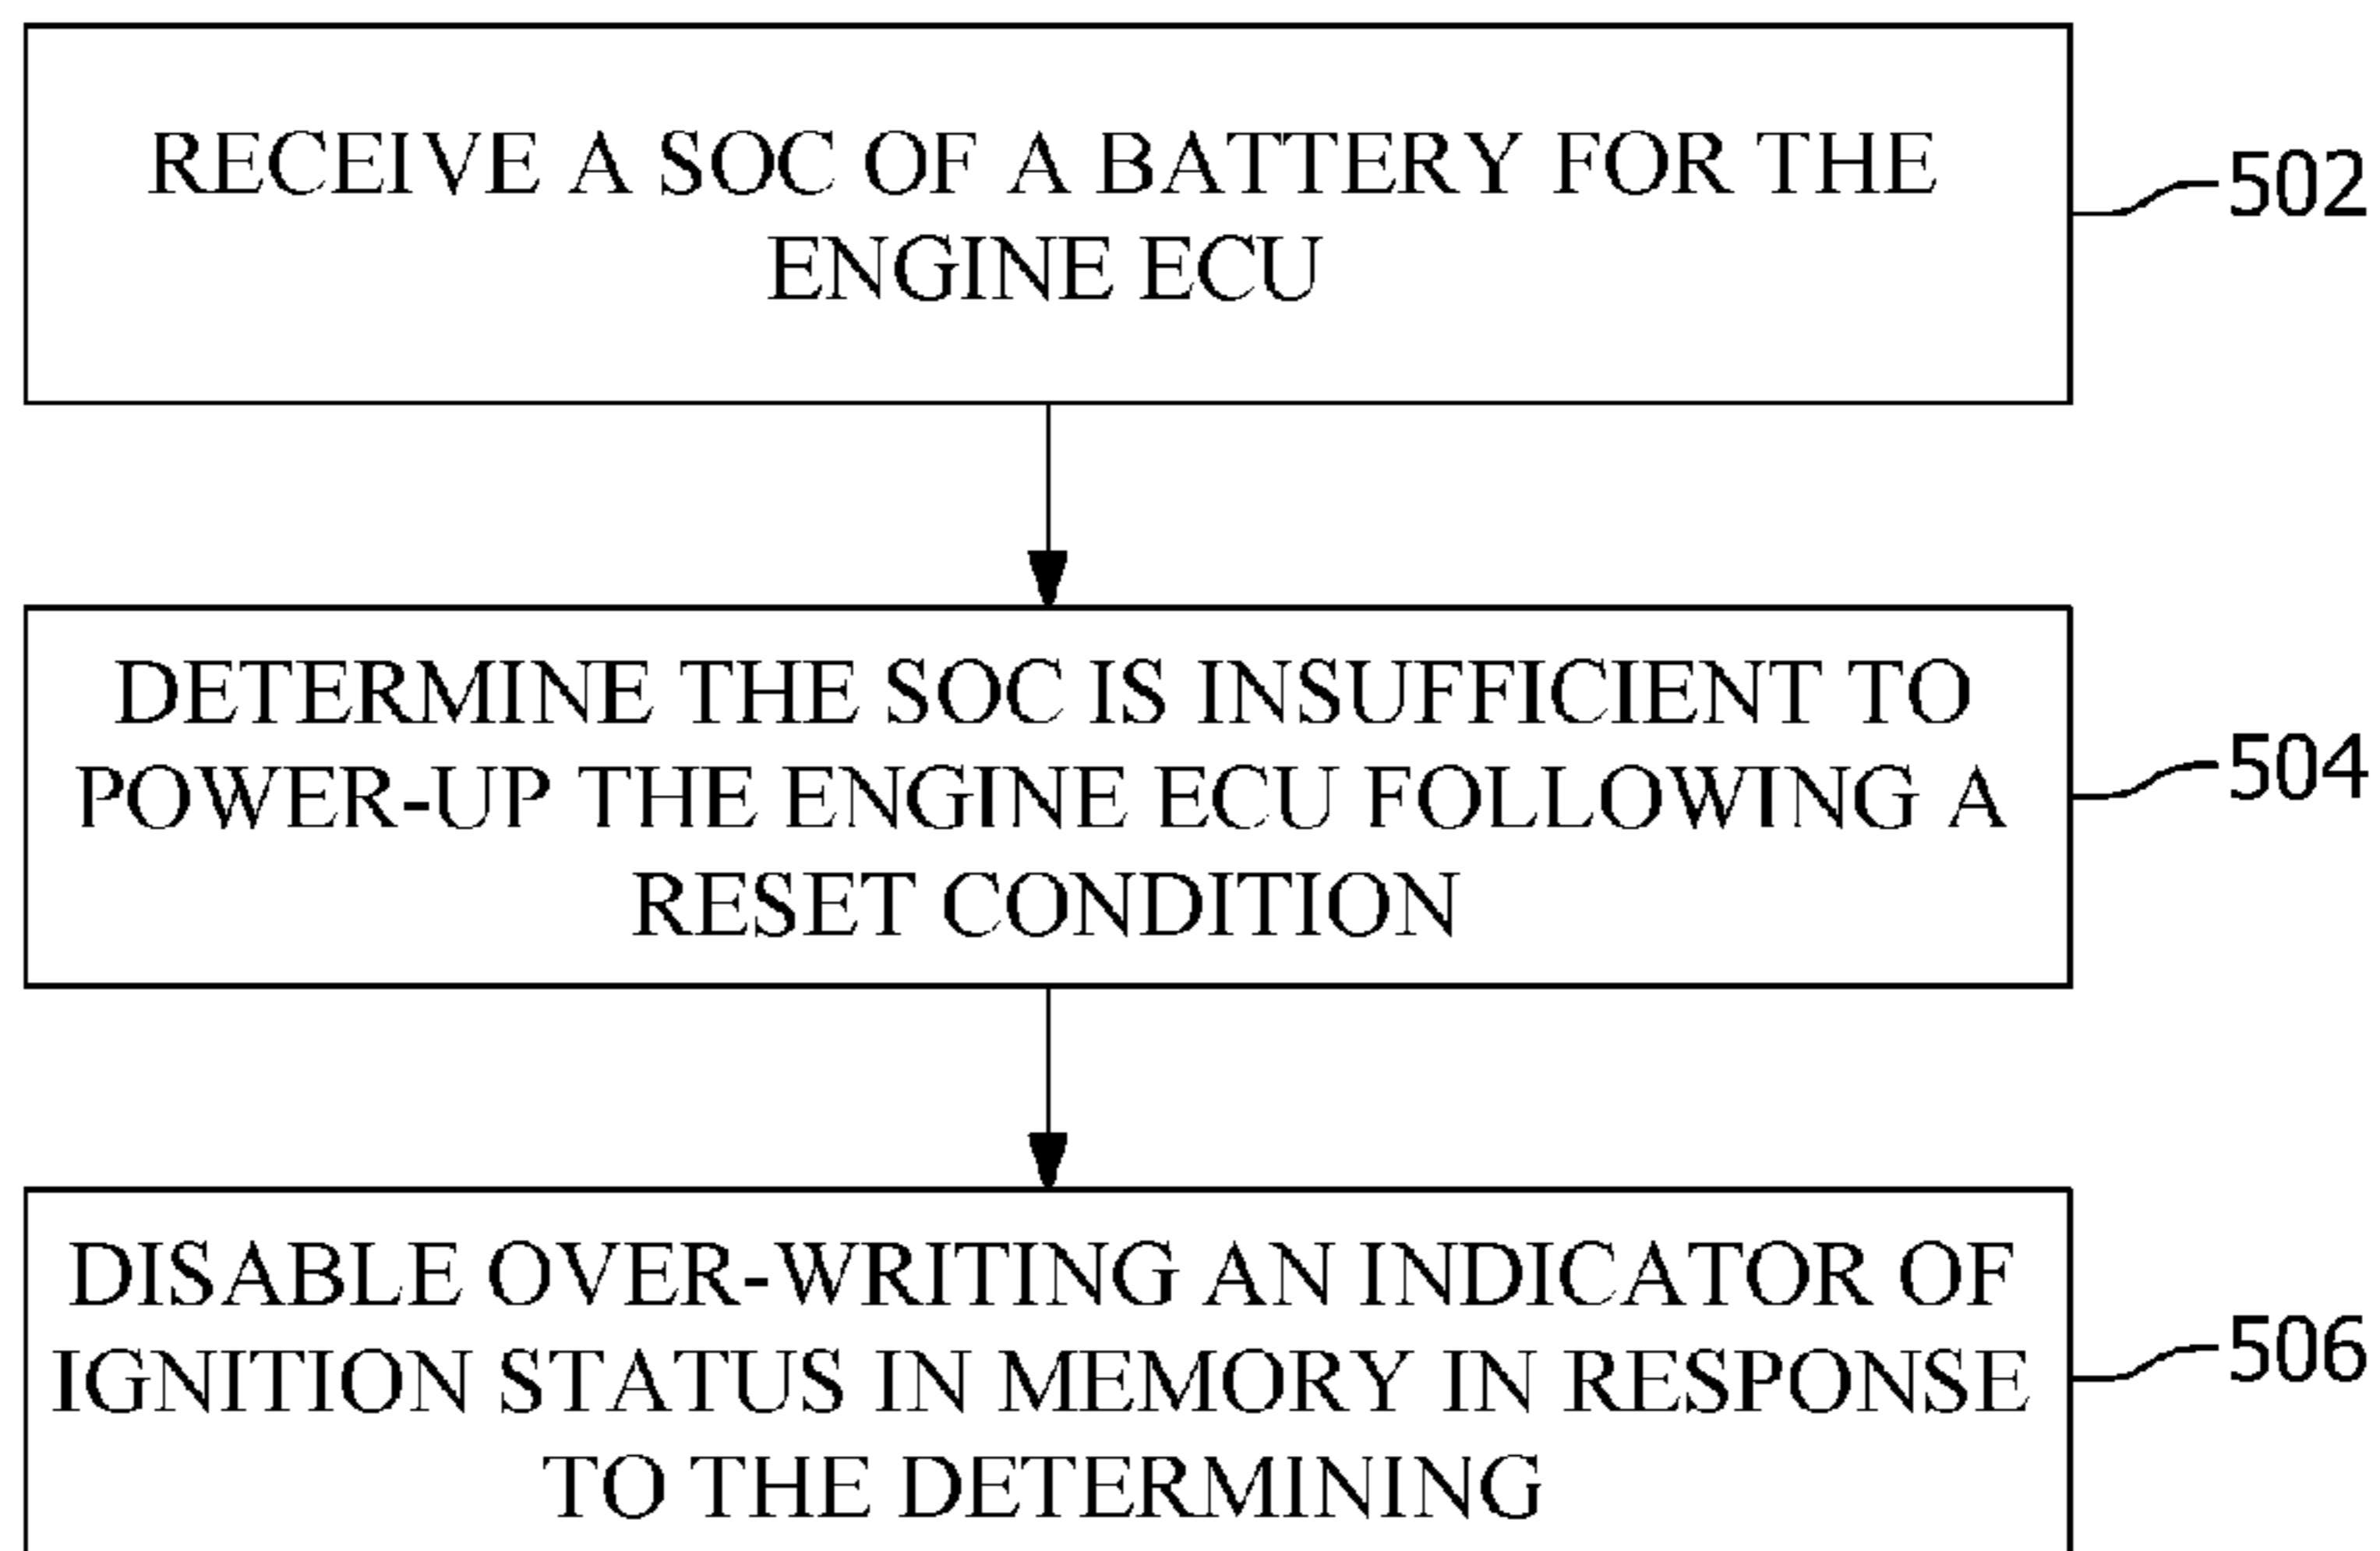 RECEIVE A SOC OF A BATTERY FOR THE
ENGINE ECU
502
DETERMINE THE SOC IS INSUFFICIENT TO
POWER-UP THE ENGINE ECU FOLLOWING A
RESET CONDITION
504
DISABLE OVER-WRITING AN INDICATOR OF
IGNITION STATUS IN MEMORY IN RESPONSE
TO THE DETERMINING
506